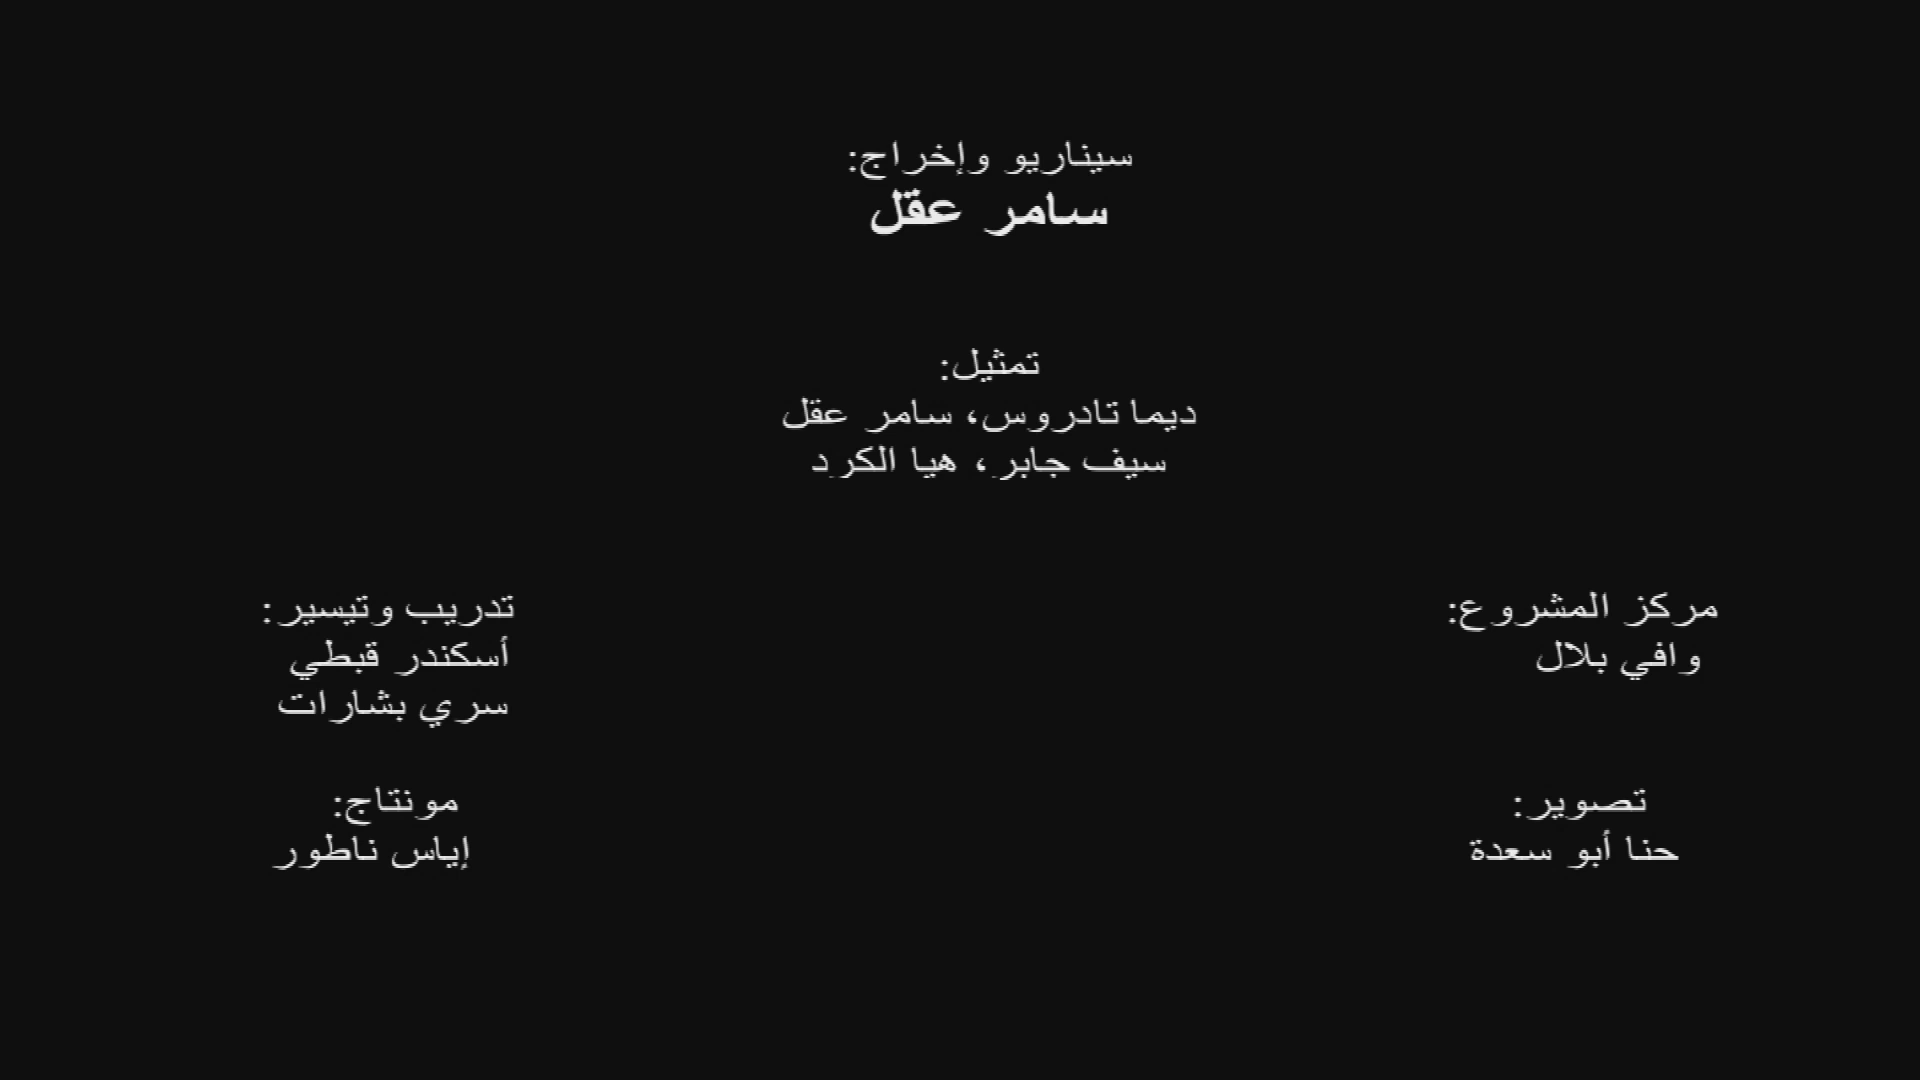 سيناريو وإخراج:
سامر عقل
تمثيل:
ديما تادروس، سامر عقل
سيف جابر، هيا الكرد
مركز المشروع:
وافي بلال
تدريب وتيسير:
أسكندر قبطي
سري بشارات
تصوير:
حنا أبو سعدة
مونتاج:
إياس ناطور